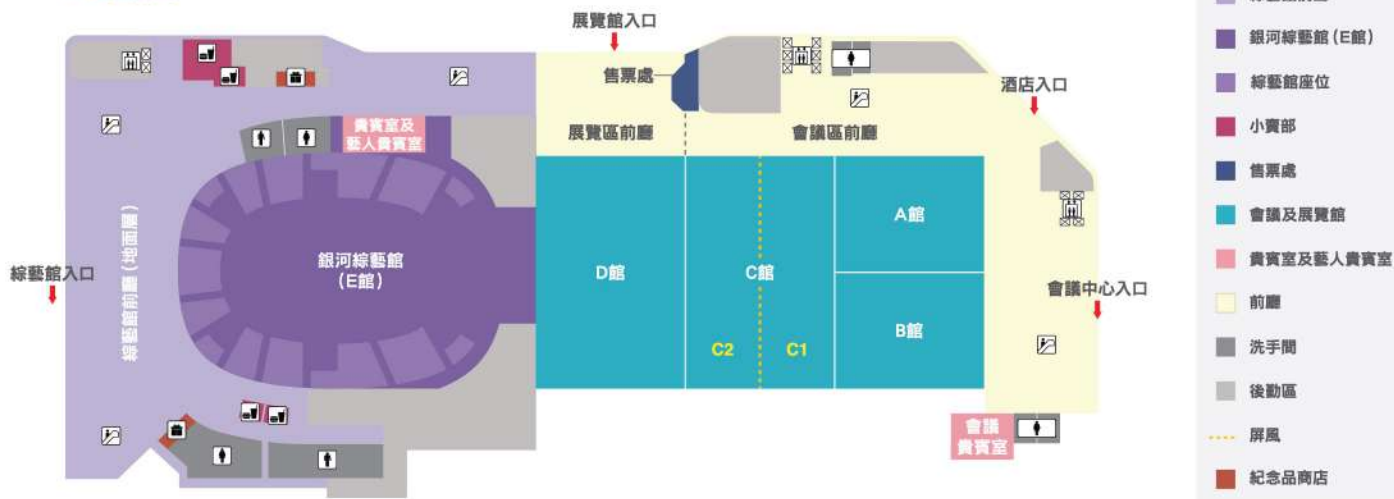 展覽館入口
售票處
酒店入口
貴賓室及
藝人貴賓室
展覽區前廳
會議區前廳
綜藝館入口
綜藝館前廳(地面層)
銀河綜藝館
(E館)
D館
C館
A館
B館
C2
C1
會議中心入口
會議
貴賓室
銀河綜藝館(E館)
綜藝館座位
小賣部
售票處
會議及展覽館
貴賓室及藝人貴賓室
前廳
洗手間
後勤區
屏風
紀念品商店